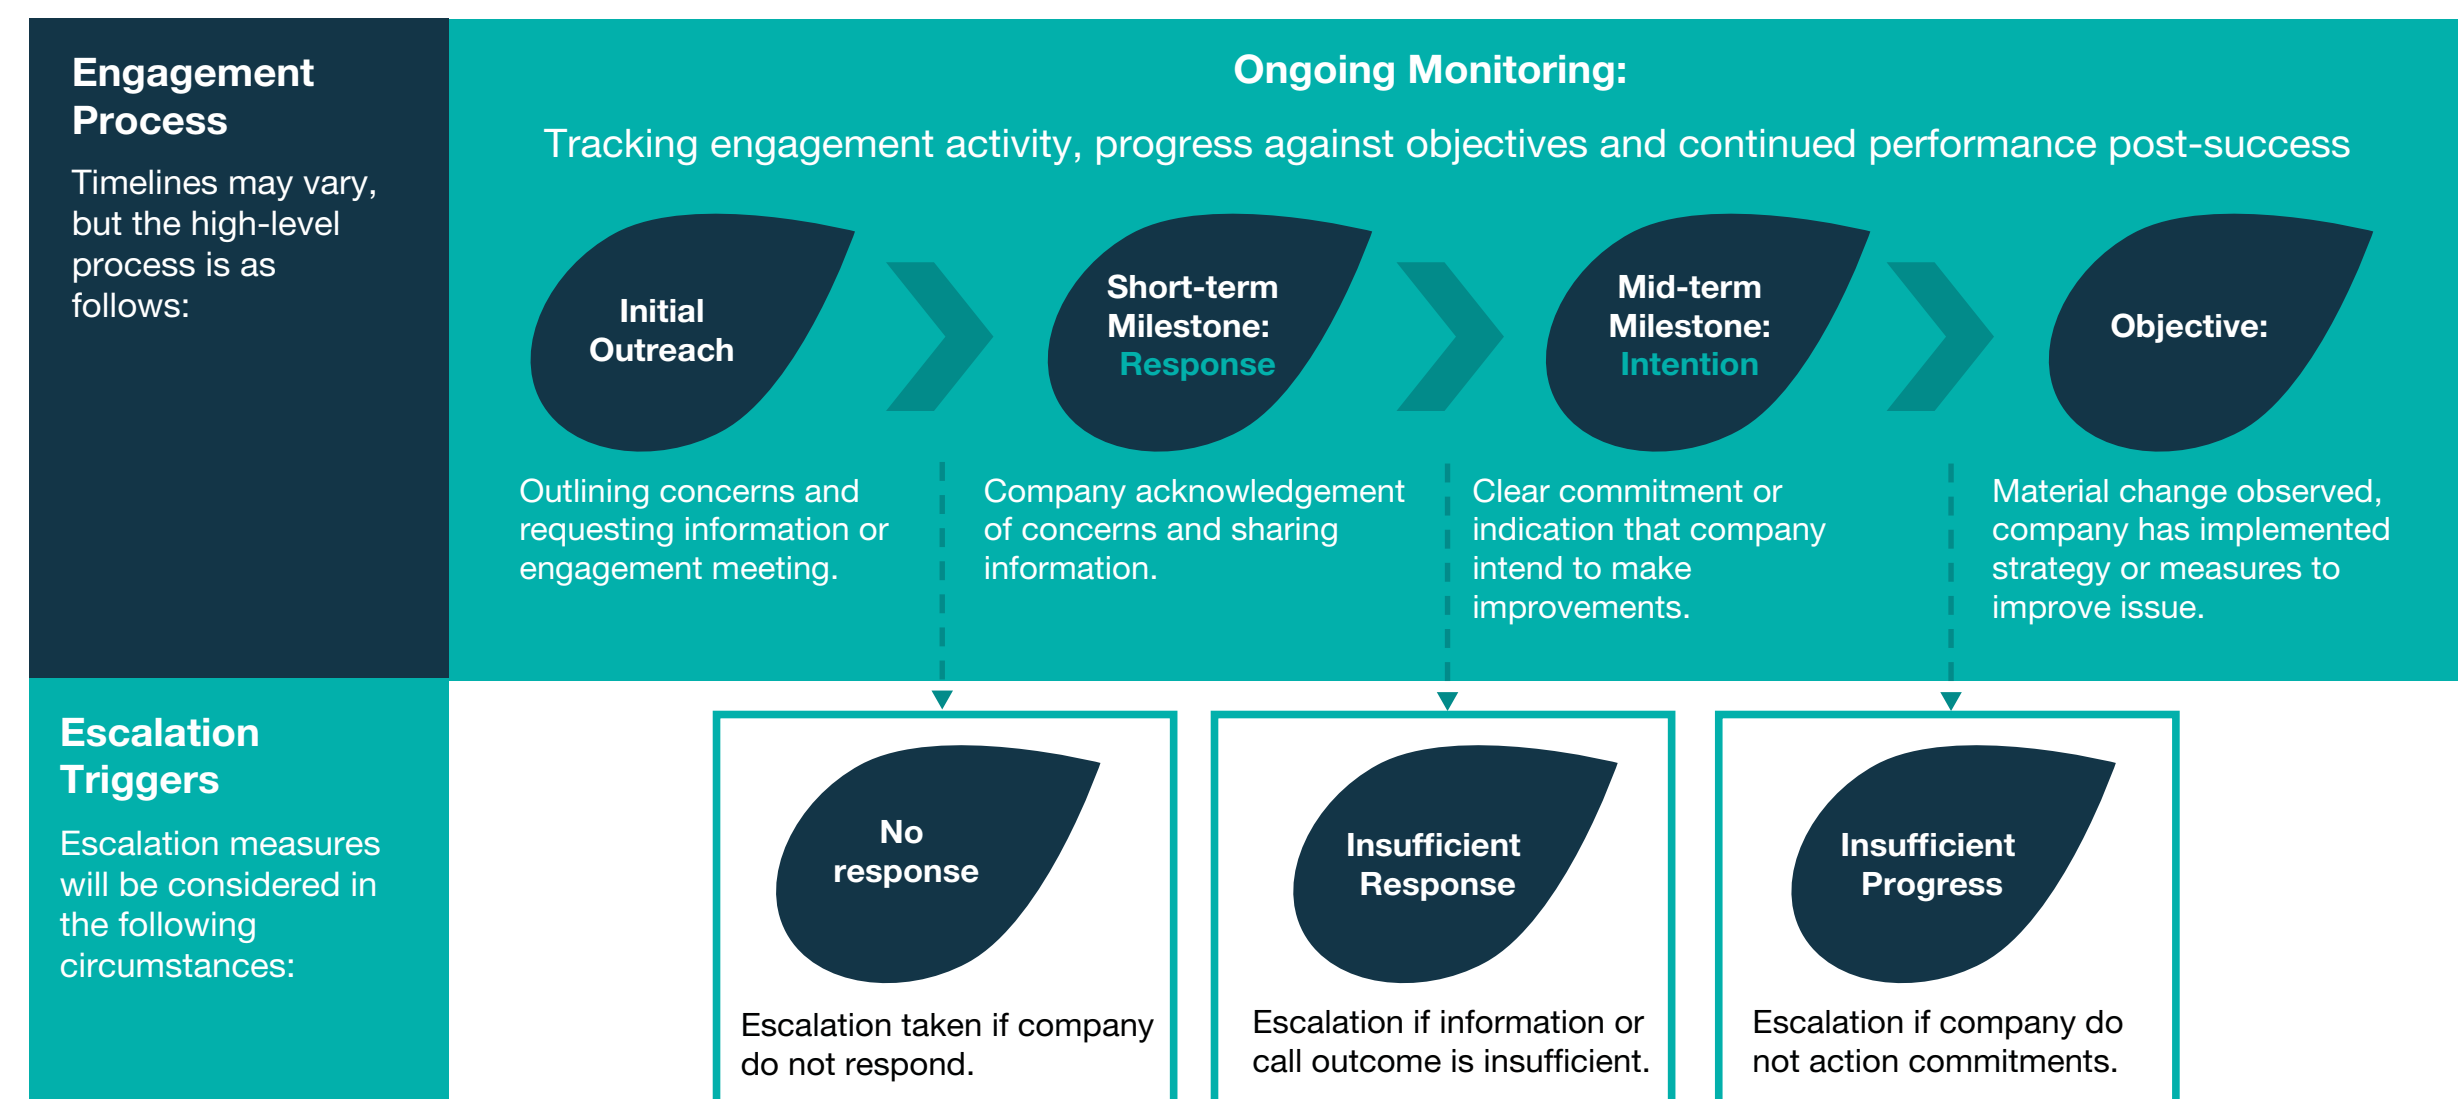 Engagement
Process
Timelines may vary,
but the high-level
process is as
follows:
Ongoing Monitoring:
Tracking engagement activity, progress against objectives and continued performance post-success
Initial
Outreach
Outlining concerns and
requesting information or
engagement meeting.
Short-term
Milestone:
Response
Company acknowledgement
of concerns and sharing
information.
Mid-term
Milestone:
Intention
Clear commitment or
indication that company
intend to make
improvements.
Objective:
Material change observed,
company has implemented
strategy or measures to
improve issue.
Escalation
Triggers
Escalation measures
will be considered in
the following
circumstances:
No
response
Escalation taken if company
do not respond.
Insufficient
Response
Escalation if information or
call outcome is insufficient.
Insufficient
Progress
Escalation if company do
not action commitments.